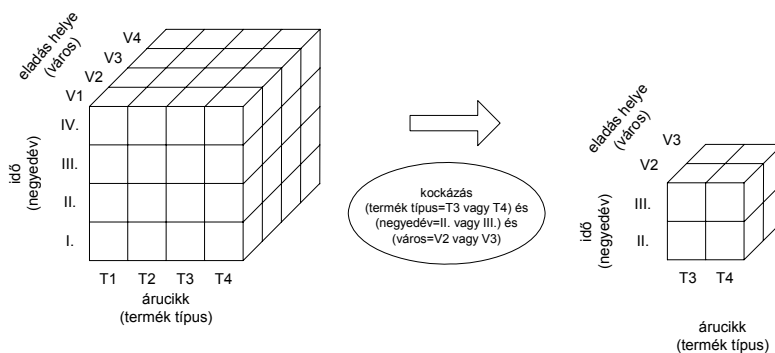 eladás helye
(város)
V4
V3
V2
V1
idő
(negyedév)
IV.
III.
II.
I.
T1 T2 T3 T4
árucikk
(termék típus)
kockázás
(termék típus=T3 vagy T4) és
(negyedév=II. vagy III.) és
(város=V2 vagy V3)
eladás helye
(város)
V3
V2
idő
(negyedév)
III.
II.
T3 T4
árucikk
(termék típus)